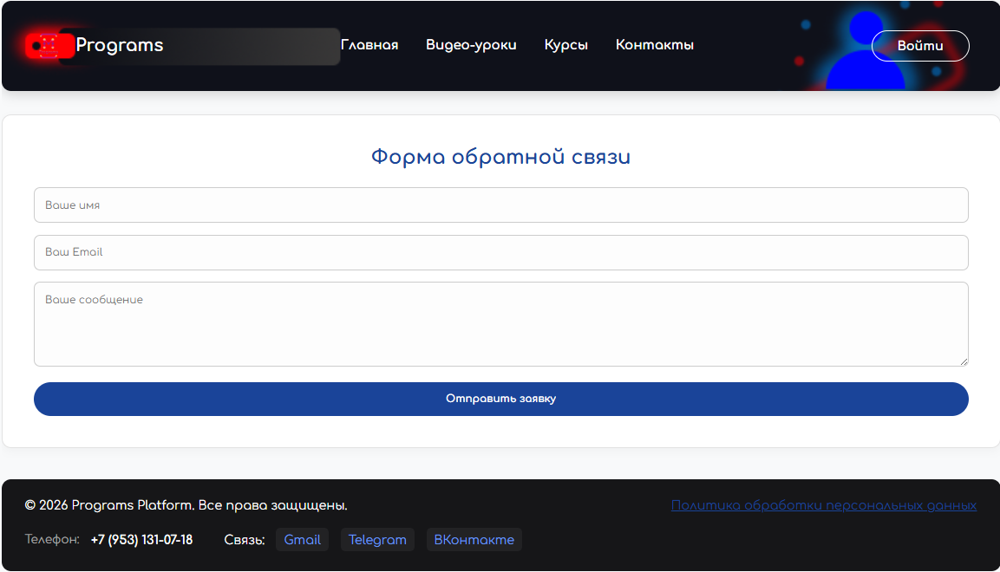 Programs Главная Видео-уроки Курсы Контакты Войти
Форма обратной связи
Ваше имя
Ваш Email
Ваше сообщение
Отправить заявку
© 2026 Programs Platform. Все права защищены. Политика обработки персональных данных
Телефон: +7 (953) 131-07-18 Связь: Gmail Telegram ВКонтакте